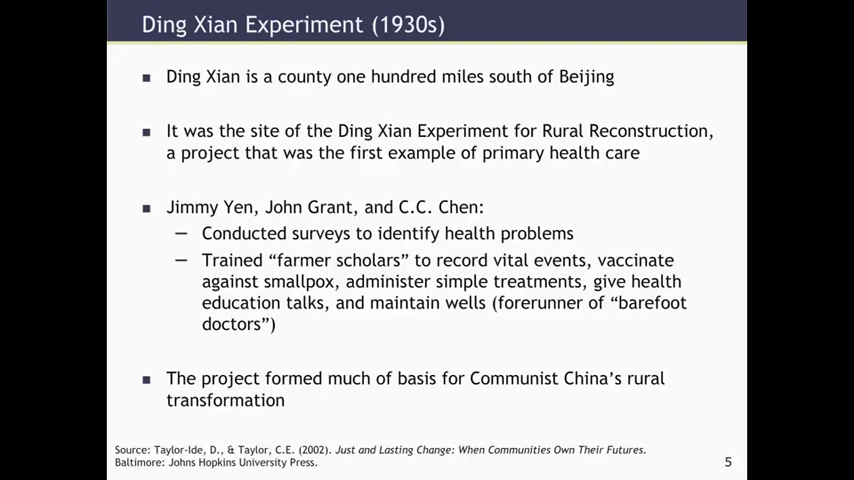 Ding Xian Experiment (1930s)
■ Ding Xian is a county one hundred miles south of Beijing
■ It was the site of the Ding Xian Experiment for Rural Reconstruction,
a project that was the first example of primary health care
■ Jimmy Yen, John Grant, and C.C. Chen:
— Conducted surveys to identify health problems
— Trained “farmer scholars” to record vital events, vaccinate
against smallpox, administer simple treatments, give health
education talks, and maintain wells (forerunner of “barefoot
doctors”)
■ The project formed much of basis for Communist China’s rural
transformation
Source: Taylor-Ide, D., & Taylor, C.E. (2002). Just and Lasting Change: When Communities Own Their Futures.
Baltimore: Johns Hopkins University Press.
5